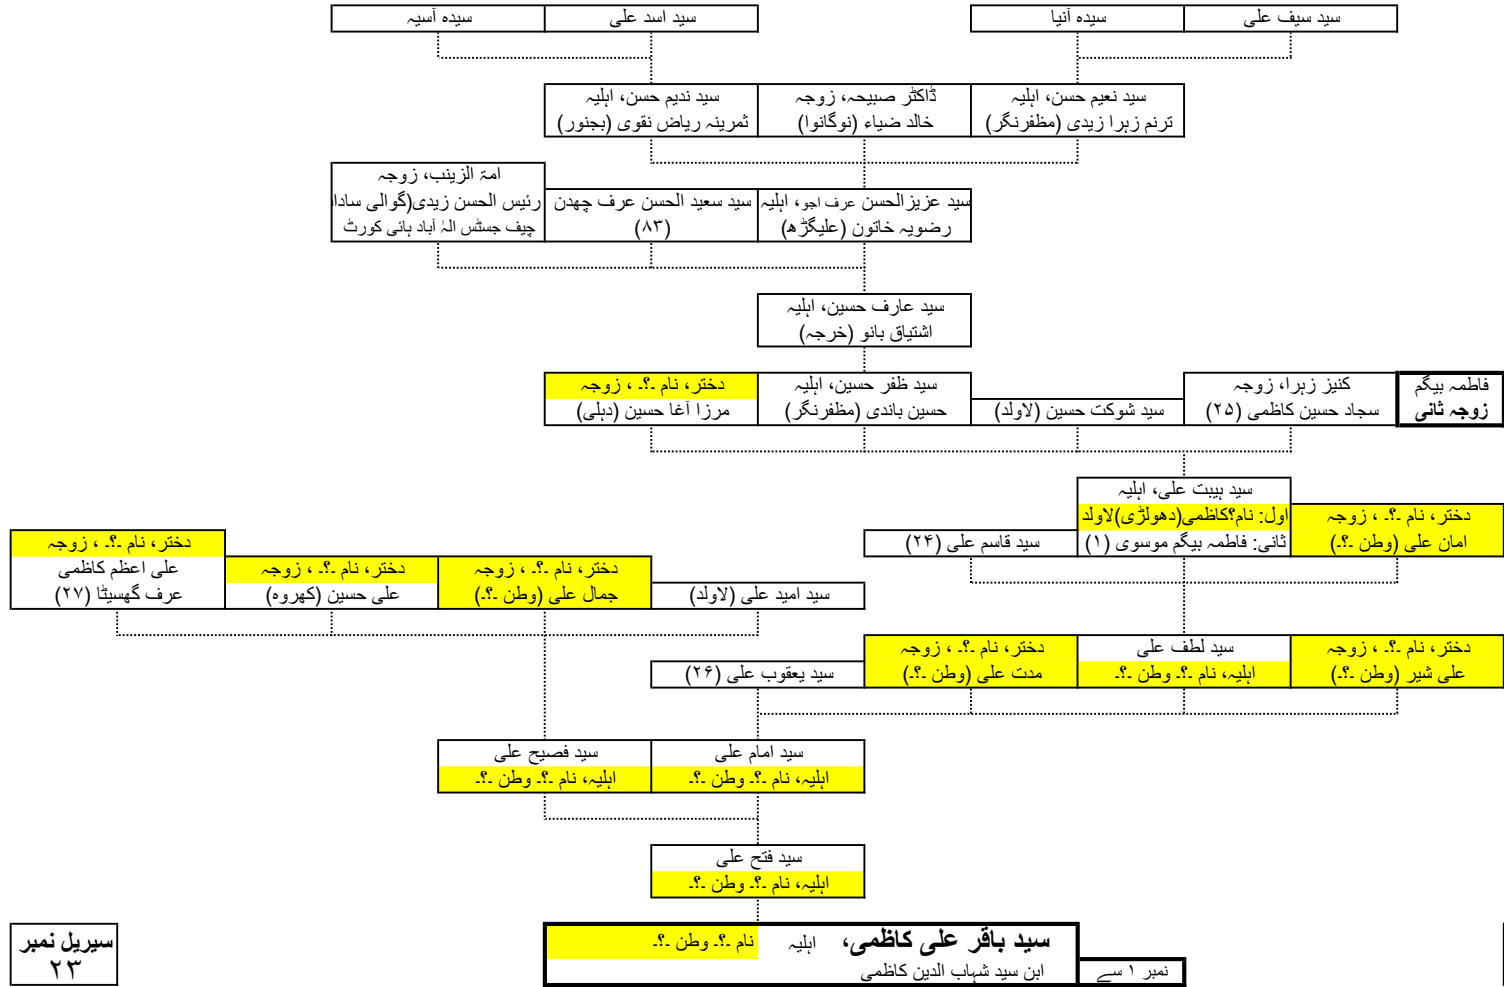 سید سیف علی
سیدہ آنیا
سید اسد علی
سیدہ آسیہ
سید نعیم حسن، اہلیہ
ترنم زہرا زیدی (مظفرنگر)
ڈاکٹر صبیحہ، زوجہ
خالد ضیاء (نوگانوا)
سید ندیم حسن، اہلیہ
ثمرینہ ریاض نقوی (بجنور)
سید عزیزالحسن عرف اجو، اہلیہ
رضویہ خاتون (علیگڑھ)
سید سعید الحسن عرف چھدن
(۸۳)
امۃ الزینب، زوجہ
رئیس الحسن زیدی(گوالی سادا
چیف جسٹس الہٰ آباد ہائی کورٹ
سید عارف حسین، اہلیہ
اشتیاق بانو (خرجہ)
فاطمہ بیگم
زوجہ ثانی
کنیز زہرا، زوجہ
سجاد حسین کاظمی (۲۵)
سید شوکت حسین (لاولد)
سید ظفر حسین، اہلیہ
حسین باندی (مظفرنگر)
دختر، نام ـ؟ـ ، زوجہ
مرزا آغا حسین (دہلی)
دختر، نام ـ؟ـ ، زوجہ
امان علی (وطن ـ؟ـ)
سید ہیبت علی، اہلیہ
اول: نام؟کاظمی(دھولڑی)لاولد
ثانی: فاطمہ بیگم موسوی (۱)
سید قاسم علی (۲۴)
سید امید علی (لاولد)
دختر، نام ـ؟ـ ، زوجہ
جمال علی (وطن ـ؟ـ)
دختر، نام ـ؟ـ ، زوجہ
علی حسین (کھروہ)
دختر، نام ـ؟ـ ، زوجہ
علی اعظم کاظمی
عرف گھسیٹا (۲۷)
دختر، نام ـ؟ـ ، زوجہ
علی شیر (وطن ـ؟ـ)
سید لطف علی
اہلیہ، نام ـ؟ـ وطن ـ؟ـ
دختر، نام ـ؟ـ ، زوجہ
مدت علی (وطن ـ؟ـ)
سید یعقوب علی (۲۶)
سید امام علی
اہلیہ، نام ـ؟ـ وطن ـ؟ـ
سید فصیح علی
اہلیہ، نام ـ؟ـ وطن ـ؟ـ
سید فتح علی
اہلیہ، نام ـ؟ـ وطن ـ؟ـ
سید باقر علی کاظمی، اہلیہ نام ـ؟ـ وطن ـ؟ـ
ابن سید شہاب الدین کاظمی
نمبر ۱ سے
سیریل نمبر
۲۳